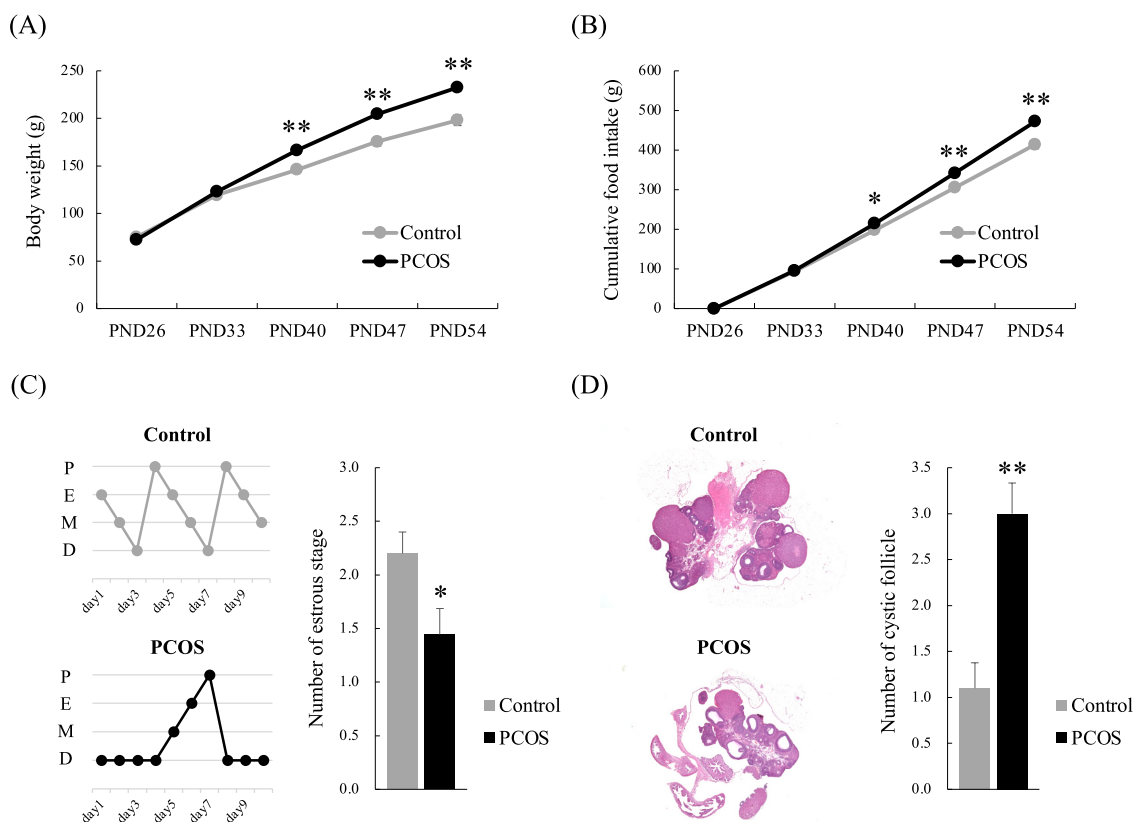 (A)
Body weight (g)
250
200
150
100
50
0
** ** **
Control
PCOS
PND26 PND33 PND40 PND47 PND54
(B)
Cumulative food intake (g)
600
500
400
300
200
100
0
* ** **
Control
PCOS
PND26 PND33 PND40 PND47 PND54
(C)
Control
P
E
M
D
day1 day3 day5 day7 day9
PCOS
P
E
M
D
day1 day3 day5 day7 day9
Number of estrous stage
3.0
2.5
2.0
1.5
1.0
0.5
0.0
*
Control
PCOS
(D)
Control
PCOS
Number of cystic follicle
3.5
3.0
2.5
2.0
1.5
1.0
0.5
0.0
**
Control
PCOS